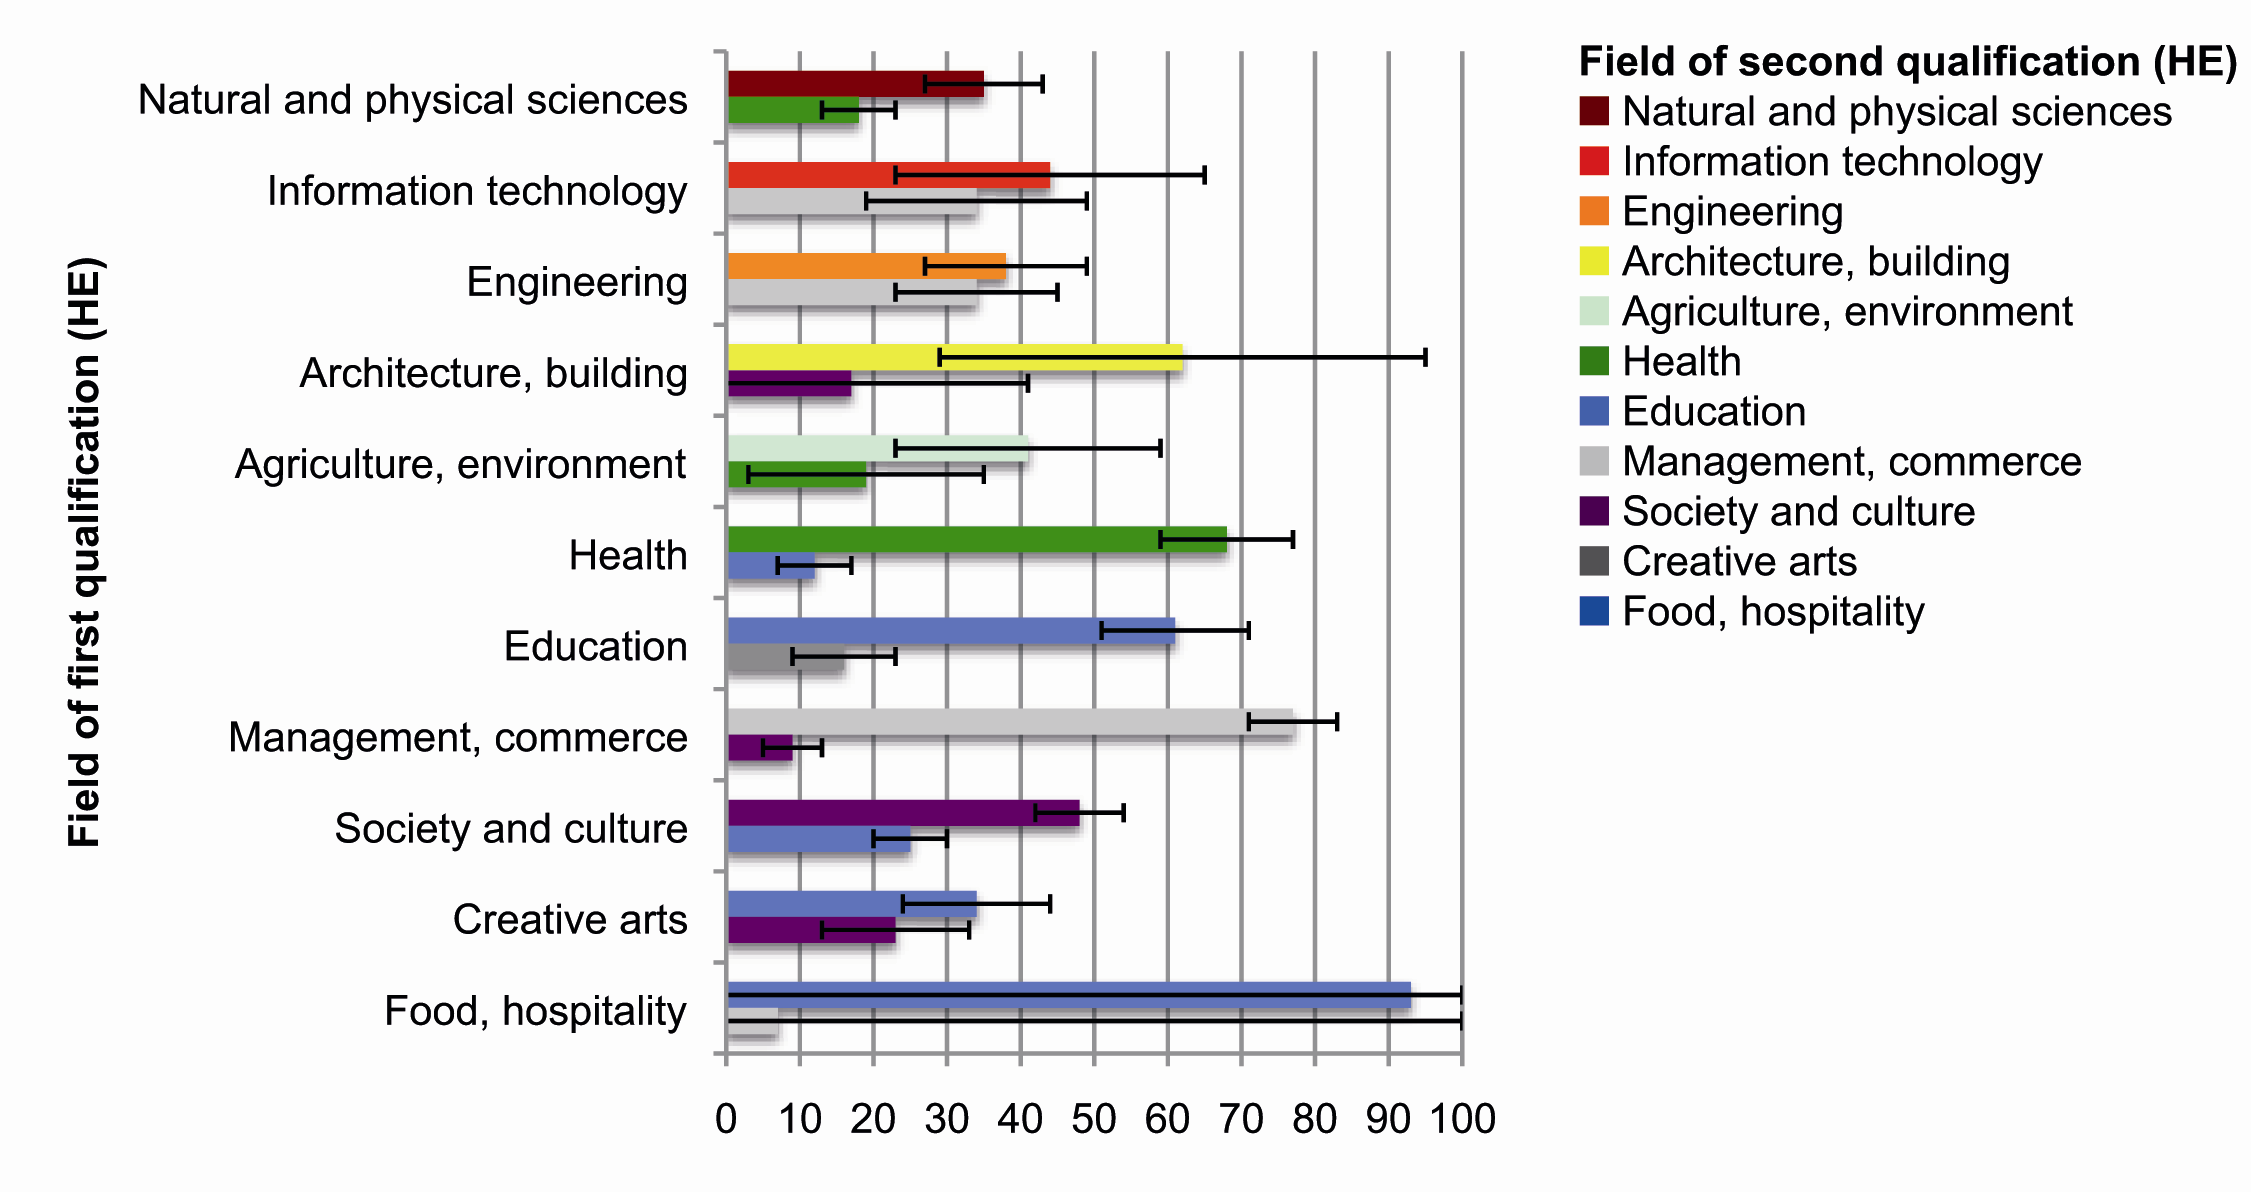 Field of first qualification (HE)
Natural and physical sciences
Information technology
Engineering
Architecture, building
Agriculture, environment
Health
Education
Management, commerce
Society and culture
Creative arts
Food, hospitality
0 10 20 30 40 50 60 70 80 90 100
Field of second qualification (HE)
Natural and physical sciences
Information technology
Engineering
Architecture, building
Agriculture, environment
Health
Education
Management, commerce
Society and culture
Creative arts
Food, hospitality